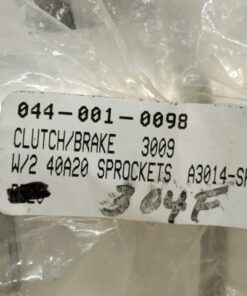 044-001-0098
CLUTCH/BRAKE 3009
W/2 40A20 SPROCKETS A3014-S
304F